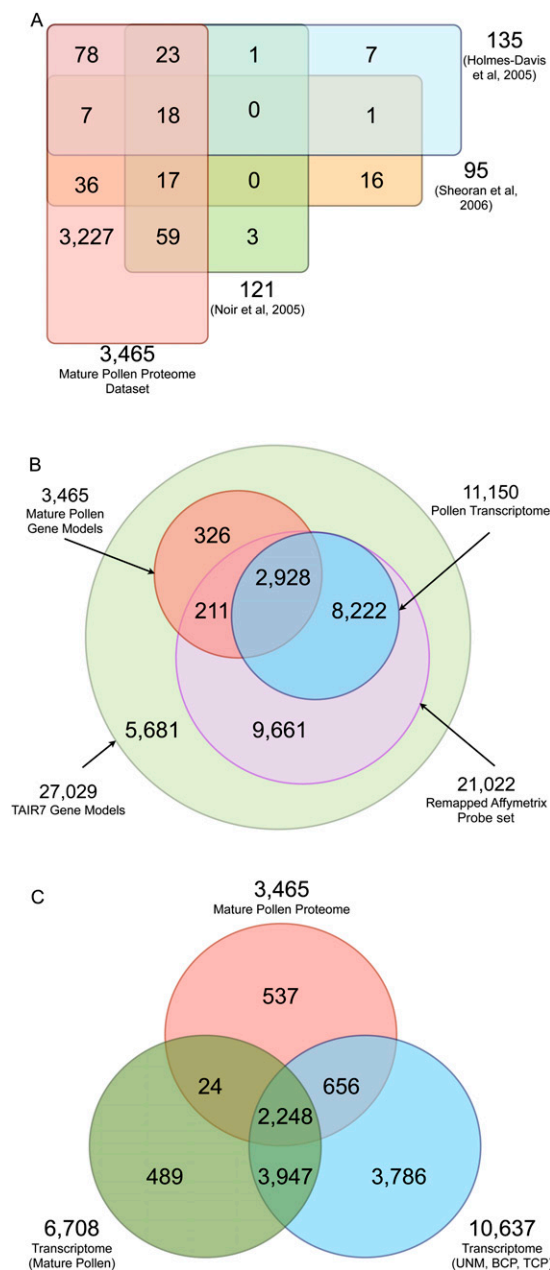 A
78 23 1 7
135
(Holmes-Davis
et al, 2005)
7 18 0 1
95
(Sheoran et al,
2006)
36 17 0 16
3,227 59 3
121
(Noir et al, 2005)
3,465
Mature Pollen Proteome
Dataset
B
3,465
Mature Pollen
Gene Models
11,150
Pollen Transcriptome
326
2,928
211
8,222
5,681
9,661
27,029
TAIR7 Gene Models
21,022
Remapped Affymetrix
Probe set
C
3,465
Mature Pollen Proteome
537
24
656
2,248
489
3,947
3,786
6,708
Transcriptome
(Mature Pollen)
10,637
Transcriptome
(UNM, BCP, TCP)